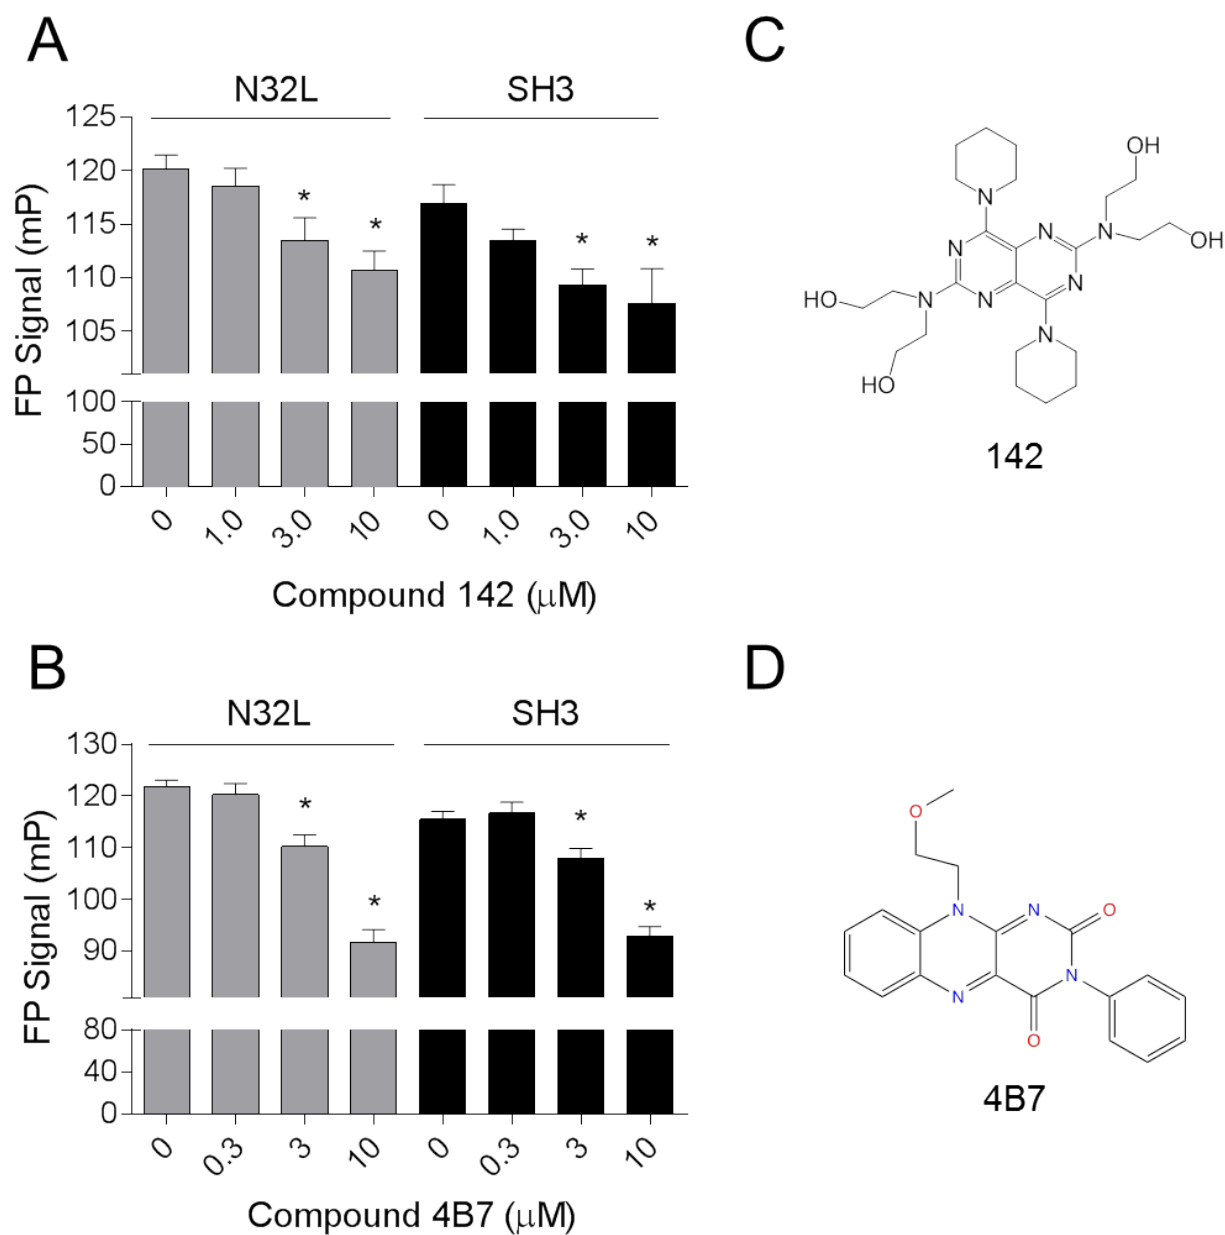 A
N32L SH3
FP Signal (mP)
125
120
115
110
105
100
50
0
* * * *
0 1.0 3.0 10 0 1.0 3.0 10
Compound 142 (μM)
C
OH
N
N N N OH
N N
HO N N
N
HO
142
B
N32L SH3
FP Signal (mP)
130
120
110
100
90
80
40
0
* * * *
0 0.3 3 10 0 0.3 3 10
Compound 4B7 (μM)
D
O
N N O
N
N
O
4B7